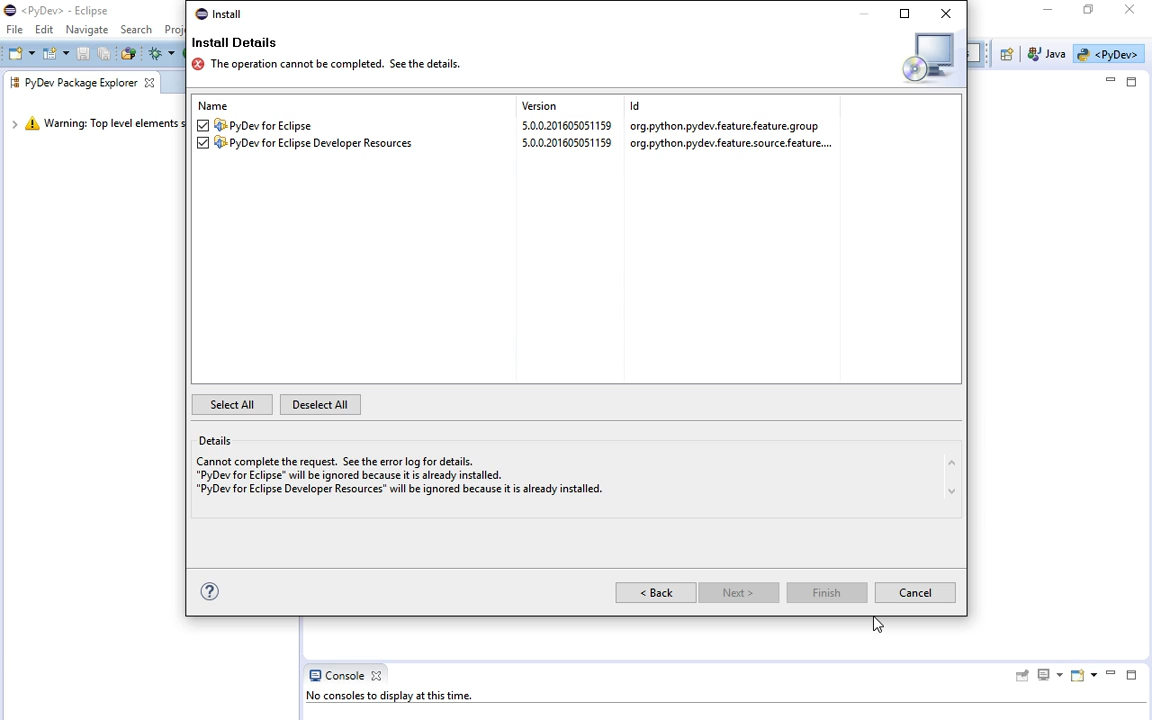 <PyDev> - Eclipse
File Edit Navigate Search Proj
Java <PyDev>
PyDev Package Explorer
Warning: Top level elements s
Install
Install Details
The operation cannot be completed. See the details.
Name Version Id
PyDev for Eclipse 5.0.0.201605051159 org.python.pydev.feature.feature.group
PyDev for Eclipse Developer Resources 5.0.0.201605051159 org.python.pydev.feature.source.feature....
Select All Deselect All
Details
Cannot complete the request. See the error log for details.
"PyDev for Eclipse" will be ignored because it is already installed.
"PyDev for Eclipse Developer Resources" will be ignored because it is already installed.
? < Back Next > Finish Cancel
Console
No consoles to display at this time.